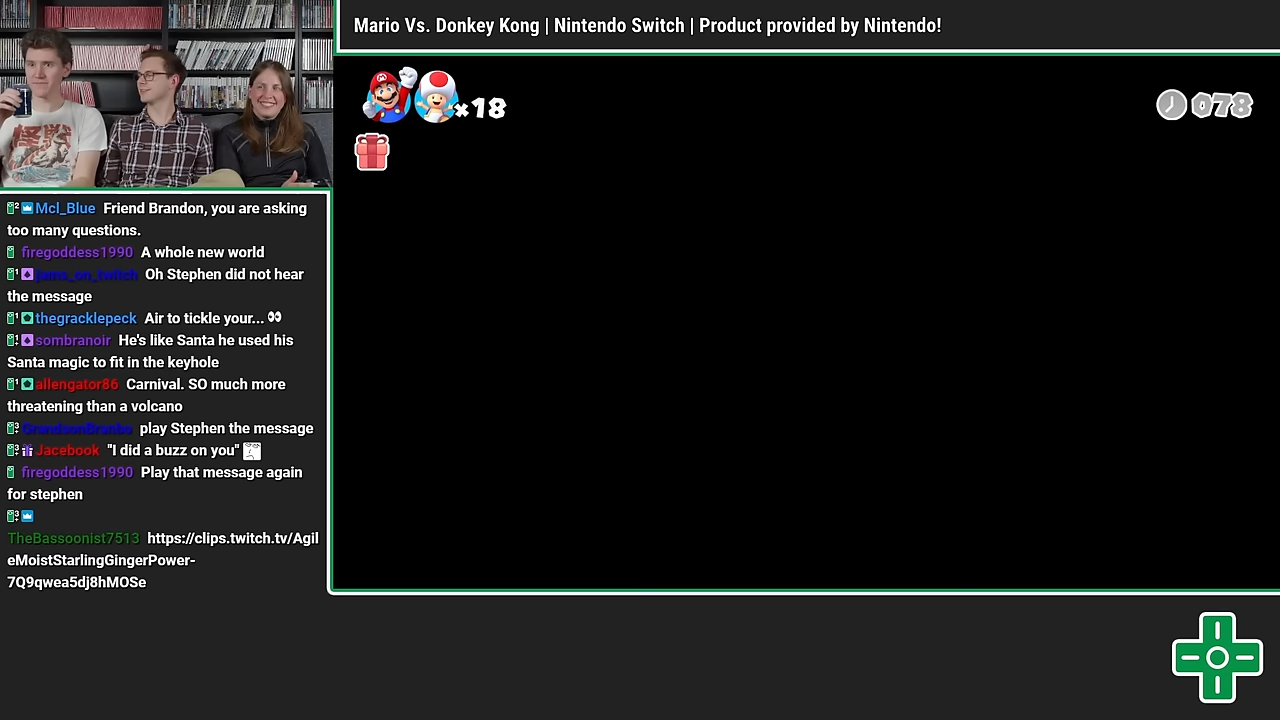 Mario Vs. Donkey Kong | Nintendo Switch | Product provided by Nintendo!
×18
078
Mcl_Blue Friend Brandon, you are asking
too many questions.
firegoddess1990 A whole new world
jams_on_twitch Oh Stephen did not hear
the message
thegracklepeck Air to tickle your... 👀
sombranoir He's like Santa he used his
Santa magic to fit in the keyhole
allengator86 Carnival. SO much more
threatening than a volcano
GrandsonBranbo play Stephen the message
Jacebook "I did a buzz on you"
firegoddess1990 Play that message again
for stephen
TheBassoonist7513 https://clips.twitch.tv/Agil
eMoistStarlingGingerPower-
7Q9qwea5dj8hMOSe